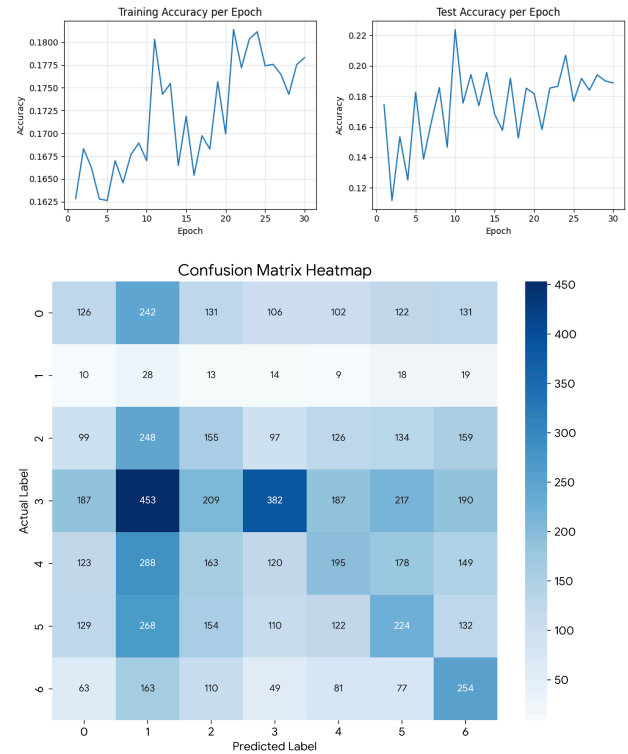 Training Accuracy per Epoch
0.1800
0.1775
0.1750
0.1725
0.1700
0.1675
0.1650
0.1625
Accuracy
0 5 10 15 20 25 30
Epoch
Test Accuracy per Epoch
0.22
0.20
0.18
0.16
0.14
0.12
Accuracy
0 5 10 15 20 25 30
Epoch
Confusion Matrix Heatmap
Actual Label
0 126 242 131 106 102 122 131
1 10 28 13 14 9 18 19
2 99 248 155 97 126 134 159
3 187 453 209 382 187 217 190
4 123 288 163 120 195 178 149
5 129 268 154 110 122 224 132
6 63 163 110 49 81 77 254
0 1 2 3 4 5 6
Predicted Label
450
400
350
300
250
200
150
100
50